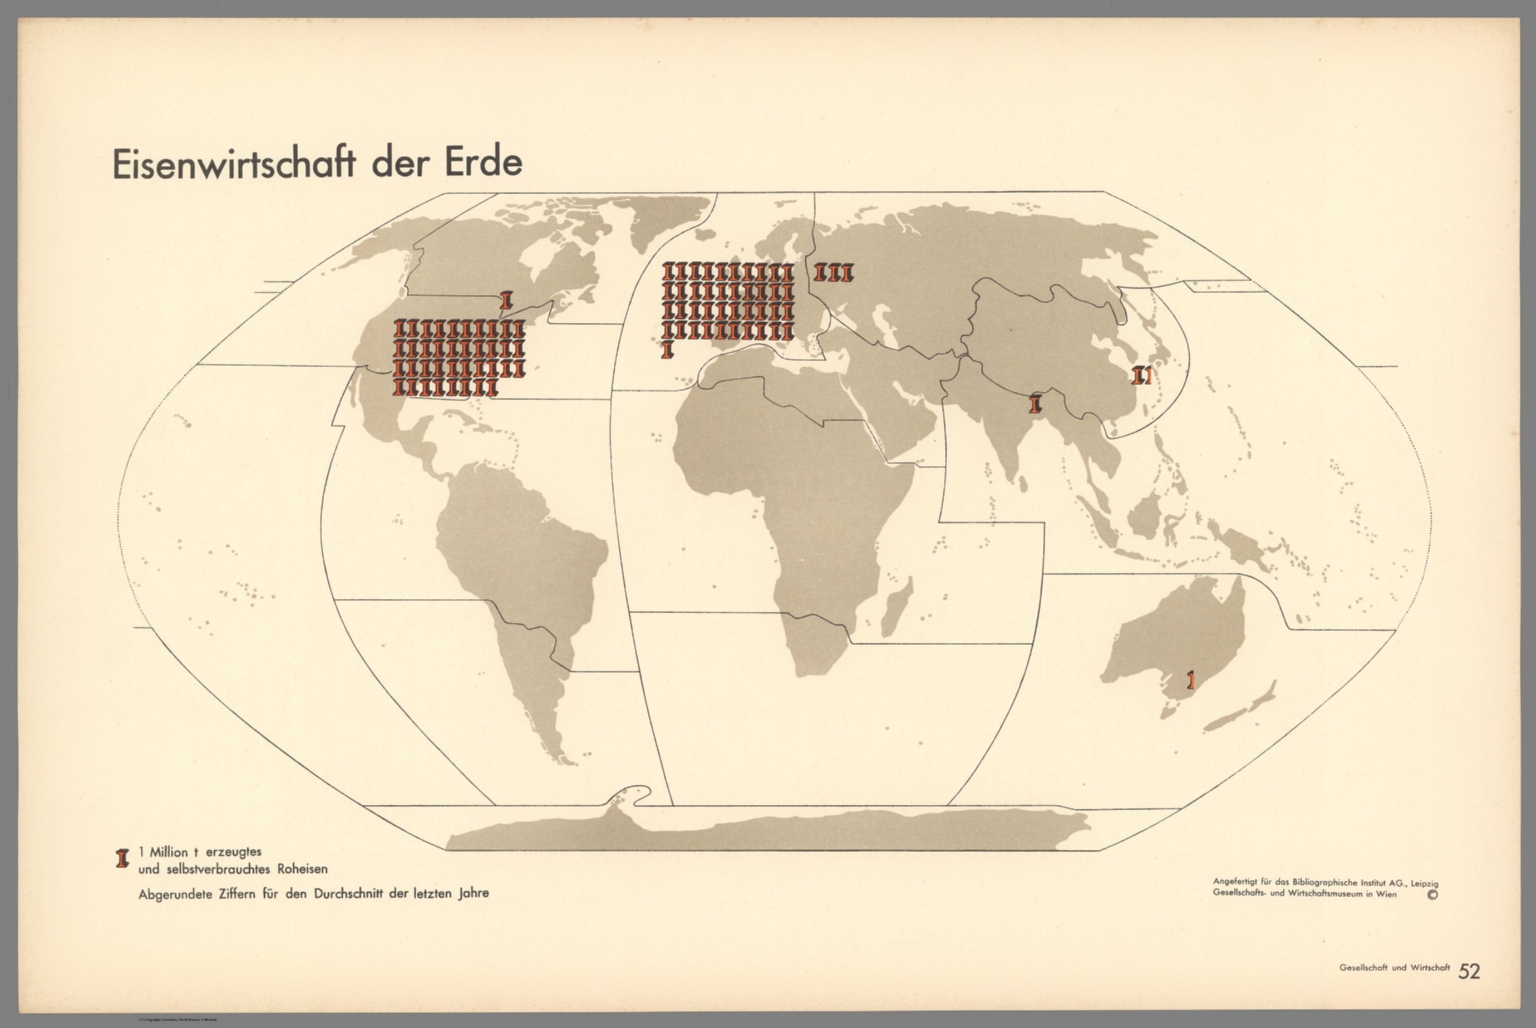 Eisenwirtschaft der Erde
1 Million t erzeugtes
und selbstverbrauchtes Roheisen
Abgerundete Ziffern für den Durchschnitt der letzten Jahre
Angefertigt für das Bibliographische Institut AG., Leipzig
Gesellschafts- und Wirtschaftsmuseum in Wien ©
Gesellschaft und Wirtschaft 52